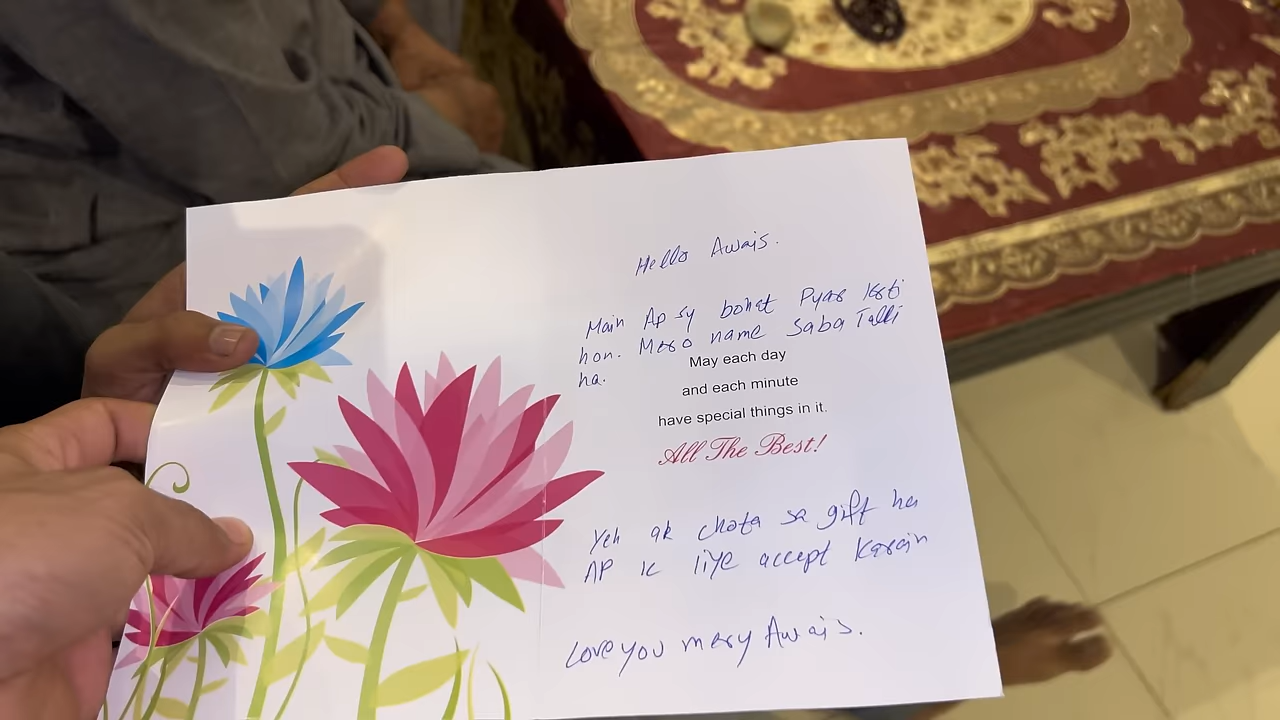 Hello Awais.
Main Ap sy bohat Pyar krti
hon. Mero name Saba Talli
ha.
May each day
and each minute
have special things in it.
All The Best!
Yeh ak chota sa gift ha
AP k liye accept Karain
Love you mery Awais.